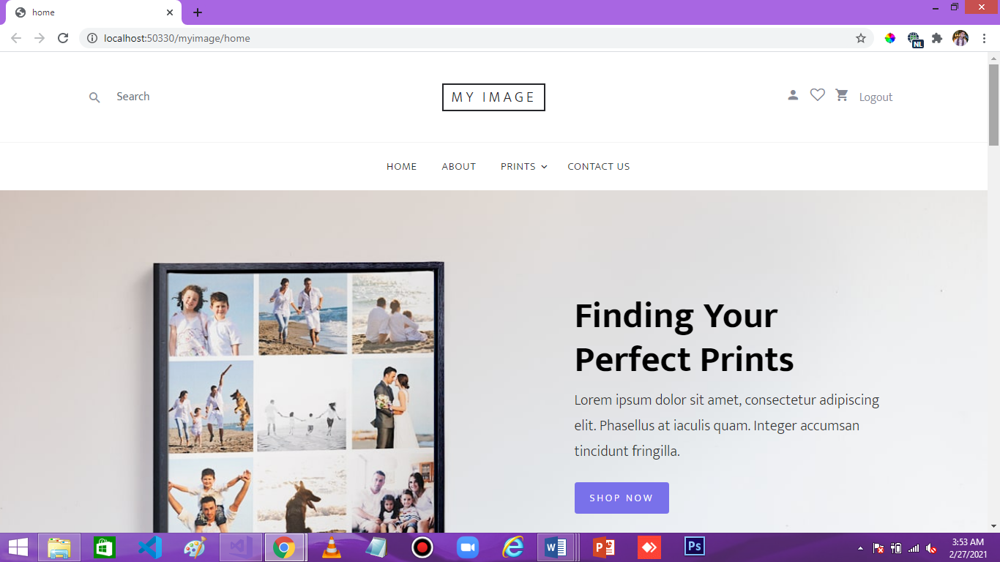 home
localhost:50330/myimage/home
NL
Search
MY IMAGE
Logout
HOME ABOUT PRINTS CONTACT US
Finding Your
Perfect Prints
Lorem ipsum dolor sit amet, consectetur adipiscing
elit. Phasellus at iaculis quam. Integer accumsan
tincidunt fringilla.
SHOP NOW
Ps
3:53 AM
2/27/2021